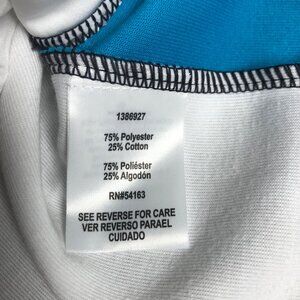 1386927
75% Polyester
25% Cotton
75% Poliéster
25% Algodón
RN#54163
SEE REVERSE FOR CARE
VER REVERSO PARAEL
CUIDADO